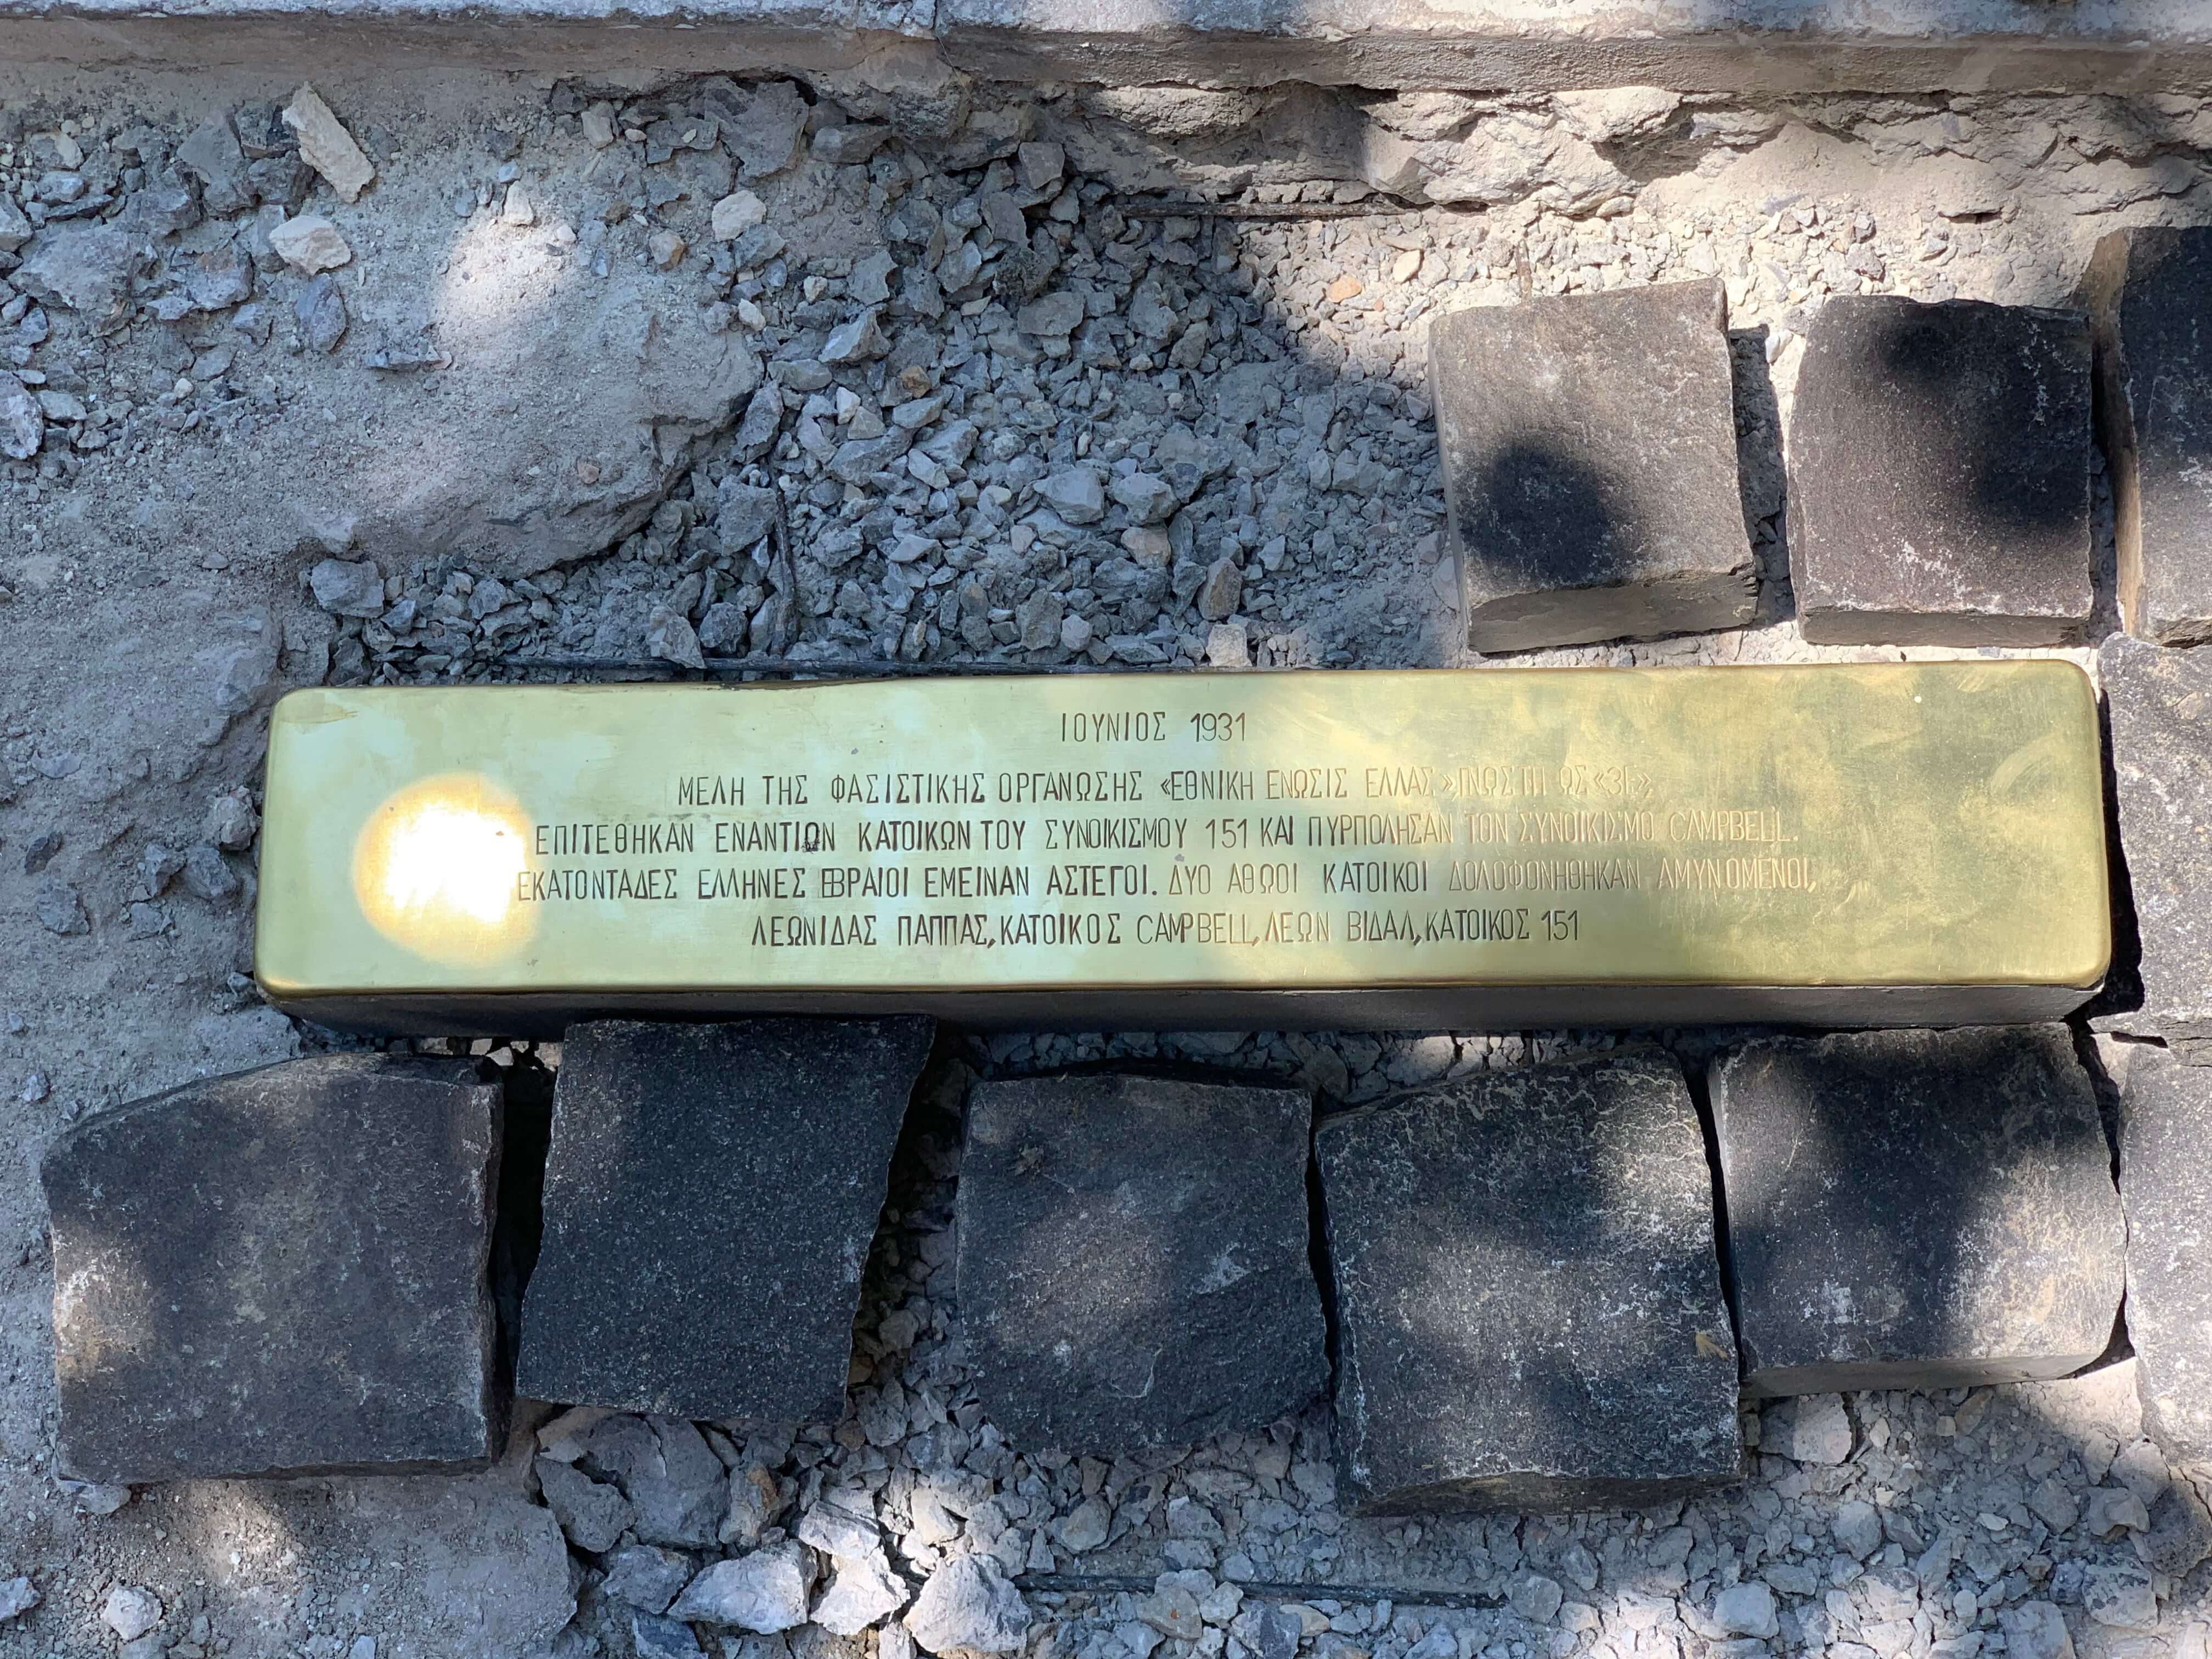 ΙΟΥΝΙΟΣ 1931
ΜΕΛΗ ΤΗΣ ΦΑΣΙΣΤΙΚΗΣ ΟΡΓΑΝΩΣΗΣ «ΕΘΝΙΚΗ ΕΝΩΣΙΣ ΕΛΛΑΣ» ΓΝΩΣΤΗ ΩΣ «3Ε»,
ΕΠΙΤΕΘΗΚΑΝ ΕΝΑΝΤΙΩΝ ΚΑΤΟΙΚΩΝ ΤΟΥ ΣΥΝΟΙΚΙΣΜΟΥ 151 ΚΑΙ ΠΥΡΠΟΛΗΣΑΝ ΤΟΝ ΣΥΝΟΙΚΙΣΜΟ CAMPBELL.
ΕΚΑΤΟΝΤΑΔΕΣ ΕΛΛΗΝΕΣ ΕΒΡΑΙΟΙ ΕΜΕΙΝΑΝ ΑΣΤΕΓΟΙ. ΔΥΟ ΑΘΩΟΙ ΚΑΤΟΙΚΟΙ ΔΟΛΟΦΟΝΗΘΗΚΑΝ ΑΜΥΝΟΜΕΝΟΙ,
ΛΕΩΝΙΔΑΣ ΠΑΠΠΑΣ, ΚΑΤΟΙΚΟΣ CAMPBELL, ΛΕΩΝ ΒΙΔΑΛ, ΚΑΤΟΙΚΟΣ 151